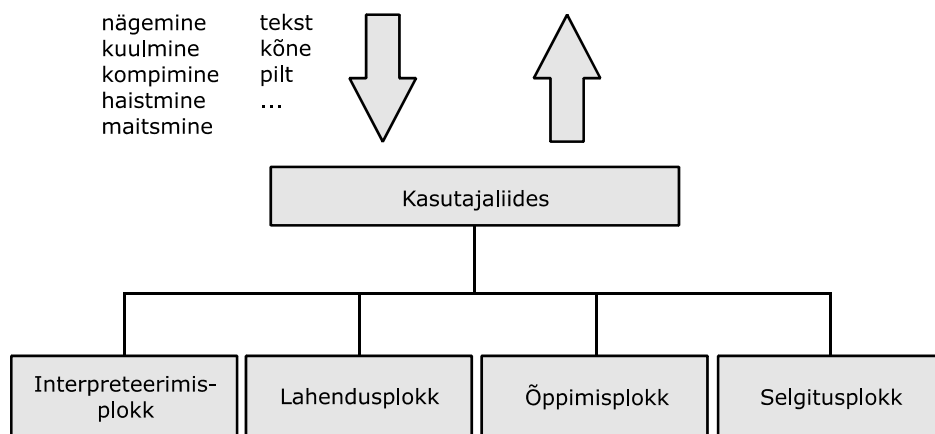 nägemine
kuulmine
kompimine
haistmine
maitsmine
tekst
kõne
pilt
...
Kasutajaliides
Interpreteerimis-
plokk
Lahendusplokk
Õppimisplokk
Selgitusplokk